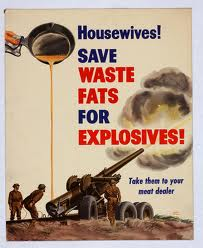 Housewives!
SAVE
WASTE
FATS
FOR
EXPLOSIVES!
Take them to your
meat dealer